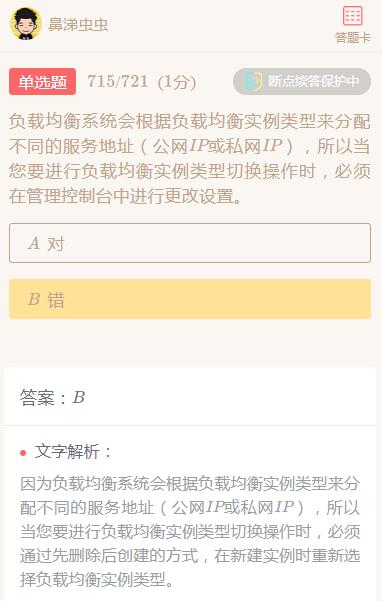 鼻涕虫虫
答题卡
单选题 715/721 (1分) 断点续答保护中
负载均衡系统会根据负载均衡实例类型来分配
不同的服务地址（公网IP或私网IP），所以当
您要进行负载均衡实例类型切换操作时，必须
在管理控制台中进行更改设置。
A 对
B 错
答案：B
文字解析：
因为负载均衡系统会根据负载均衡实例类型来分
配不同的服务地址（公网IP或私网IP），所以
当您要进行负载均衡实例类型切换操作时，必须
通过先删除后创建的方式，在新建实例时重新选
择负载均衡实例类型。